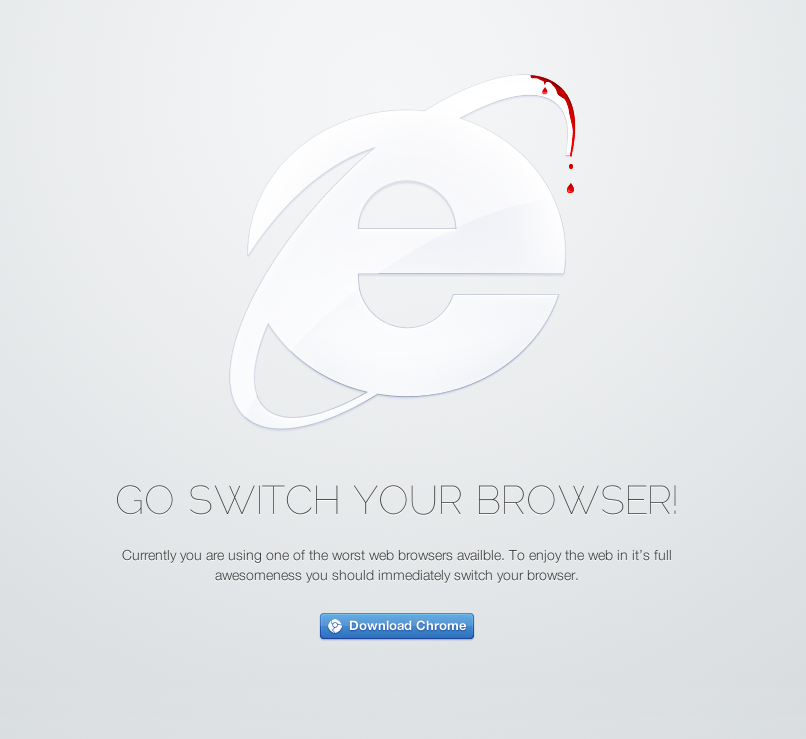 GO SWITCH YOUR BROWSER!
Currently you are using one of the worst web browsers availble. To enjoy the web in it's full
awesomeness you should immediately switch your browser.
Download Chrome